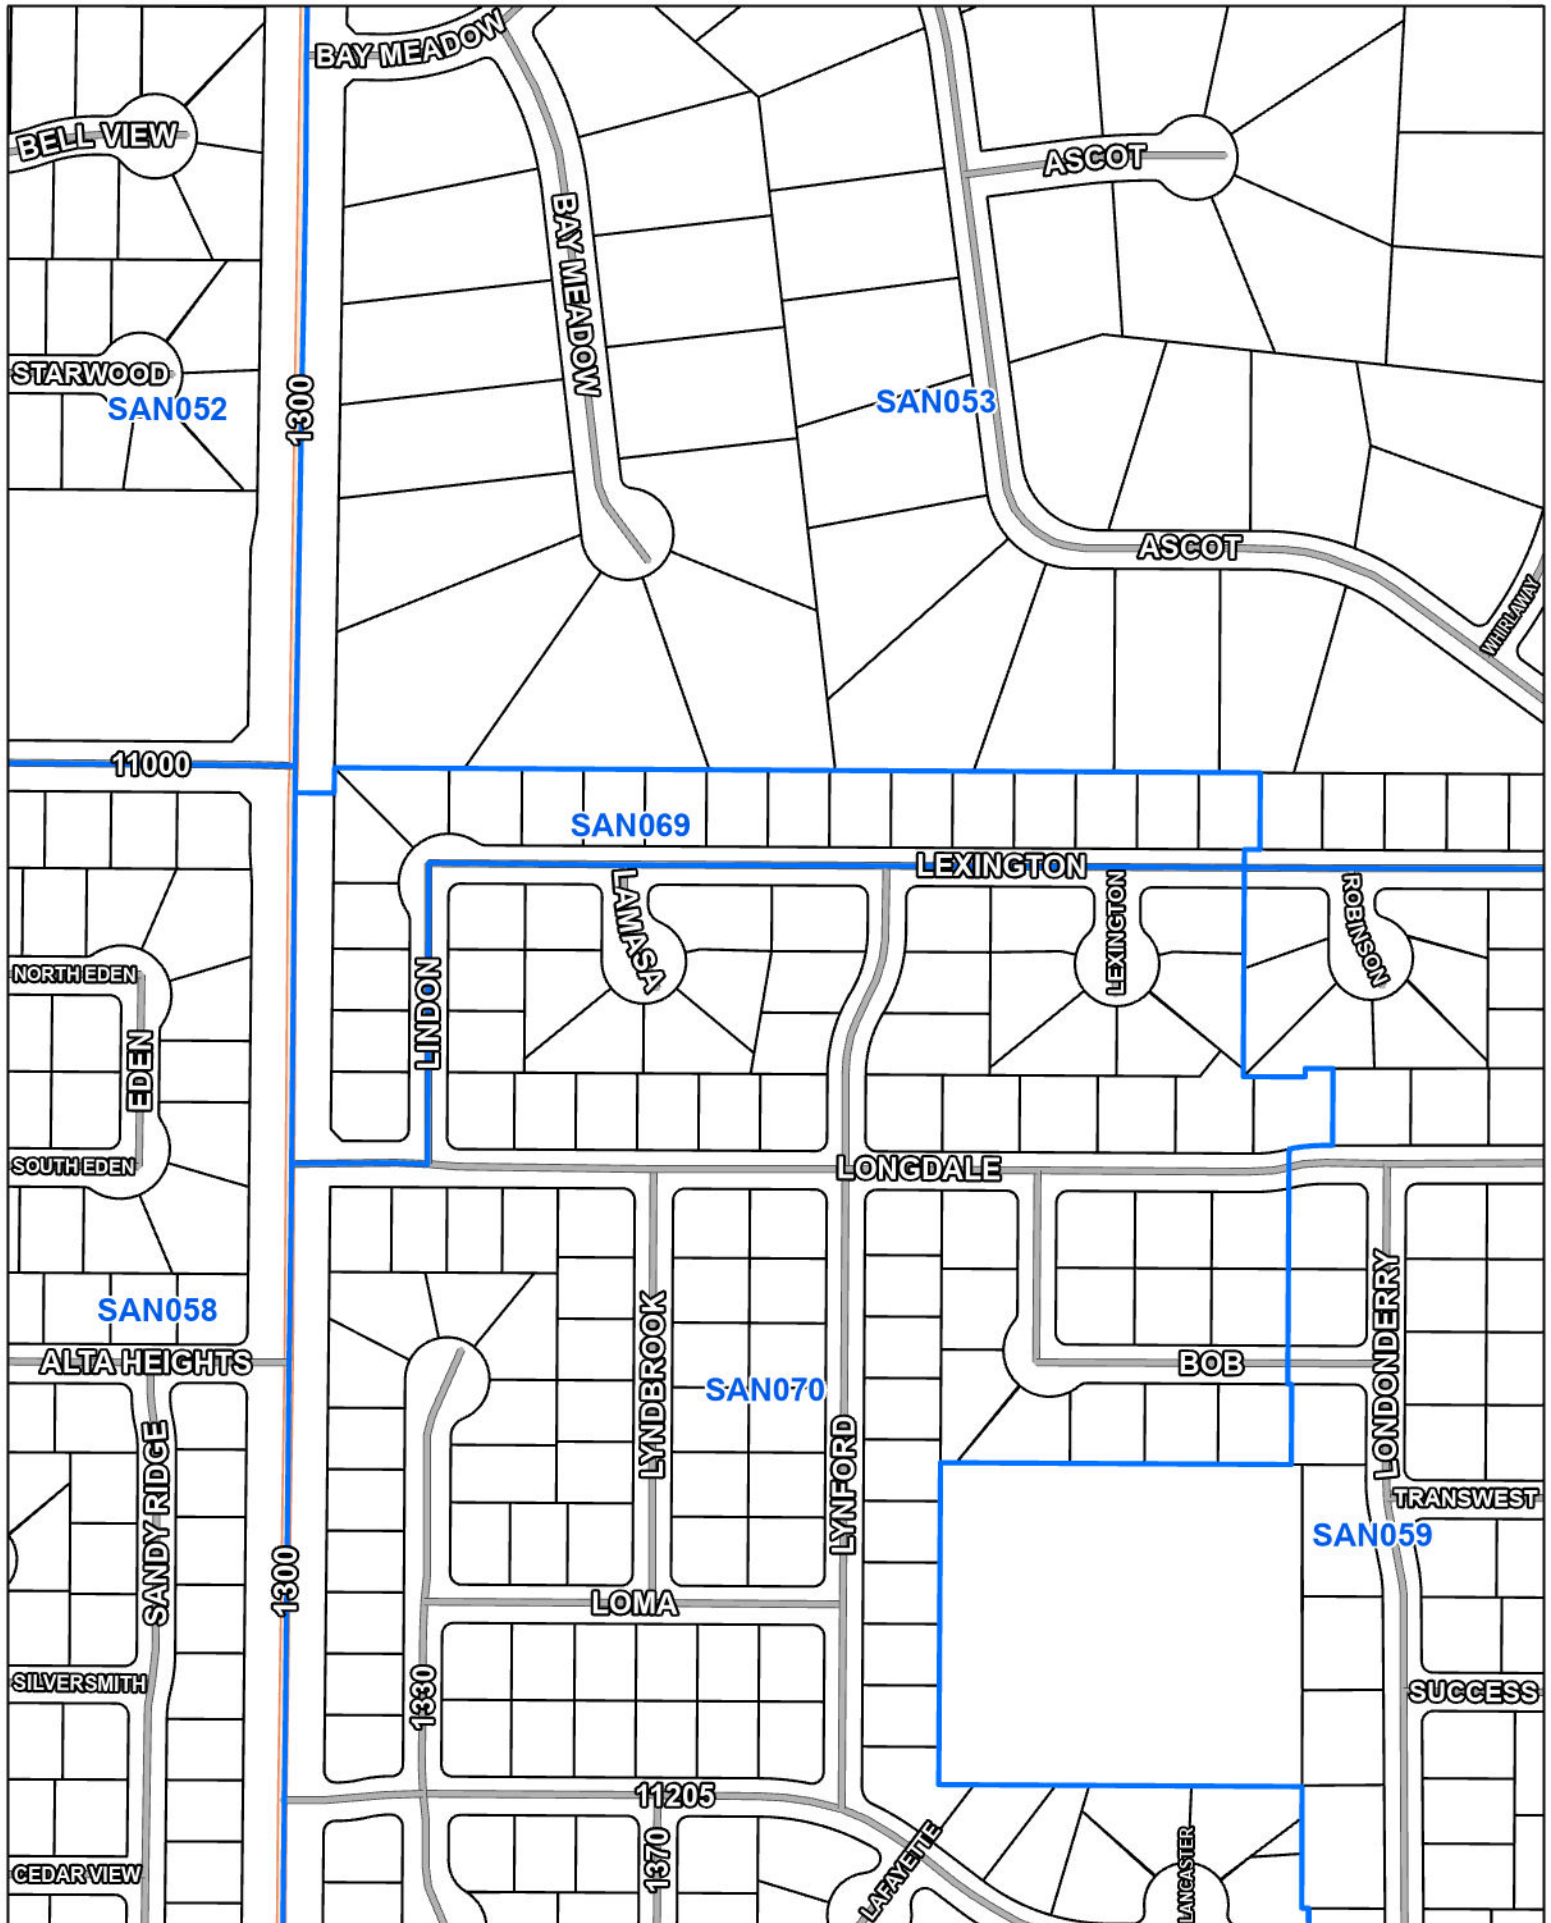 BAY MEADOW
BELL VIEW
ASCOT
BAY MEADOW
STARWOOD
SAN052
1300
SAN053
ASCOT
WHIRLAWAY
11000
SAN069
LEXINGTON
LAMASA
LEXINGTON
ROBINSON
NORTH EDEN
LINDON
EDEN
SOUTH EDEN
LONGDALE
SAN058
ALTA HEIGHTS
LYNDBROOK
BOB
LONDONDERRY
SAN070
SANDY RIDGE
LYNFORD
TRANSWEST
SAN059
1300
LOMA
SILVERSMITH
1330
SUCCESS
11205
CEDAR VIEW
1370
LAFAYETTE
LANCASTER